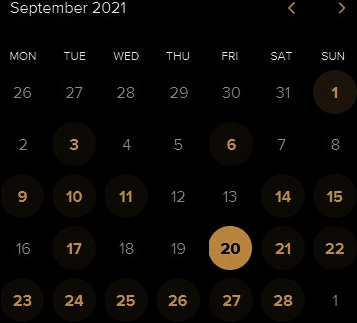 September 2021
MON TUE WED THU FRI SAT SUN
26 27 28 29 30 31 1
2 3 4 5 6 7 8
9 10 11 12 13 14 15
16 17 18 19 20 21 22
23 24 25 26 27 28 1